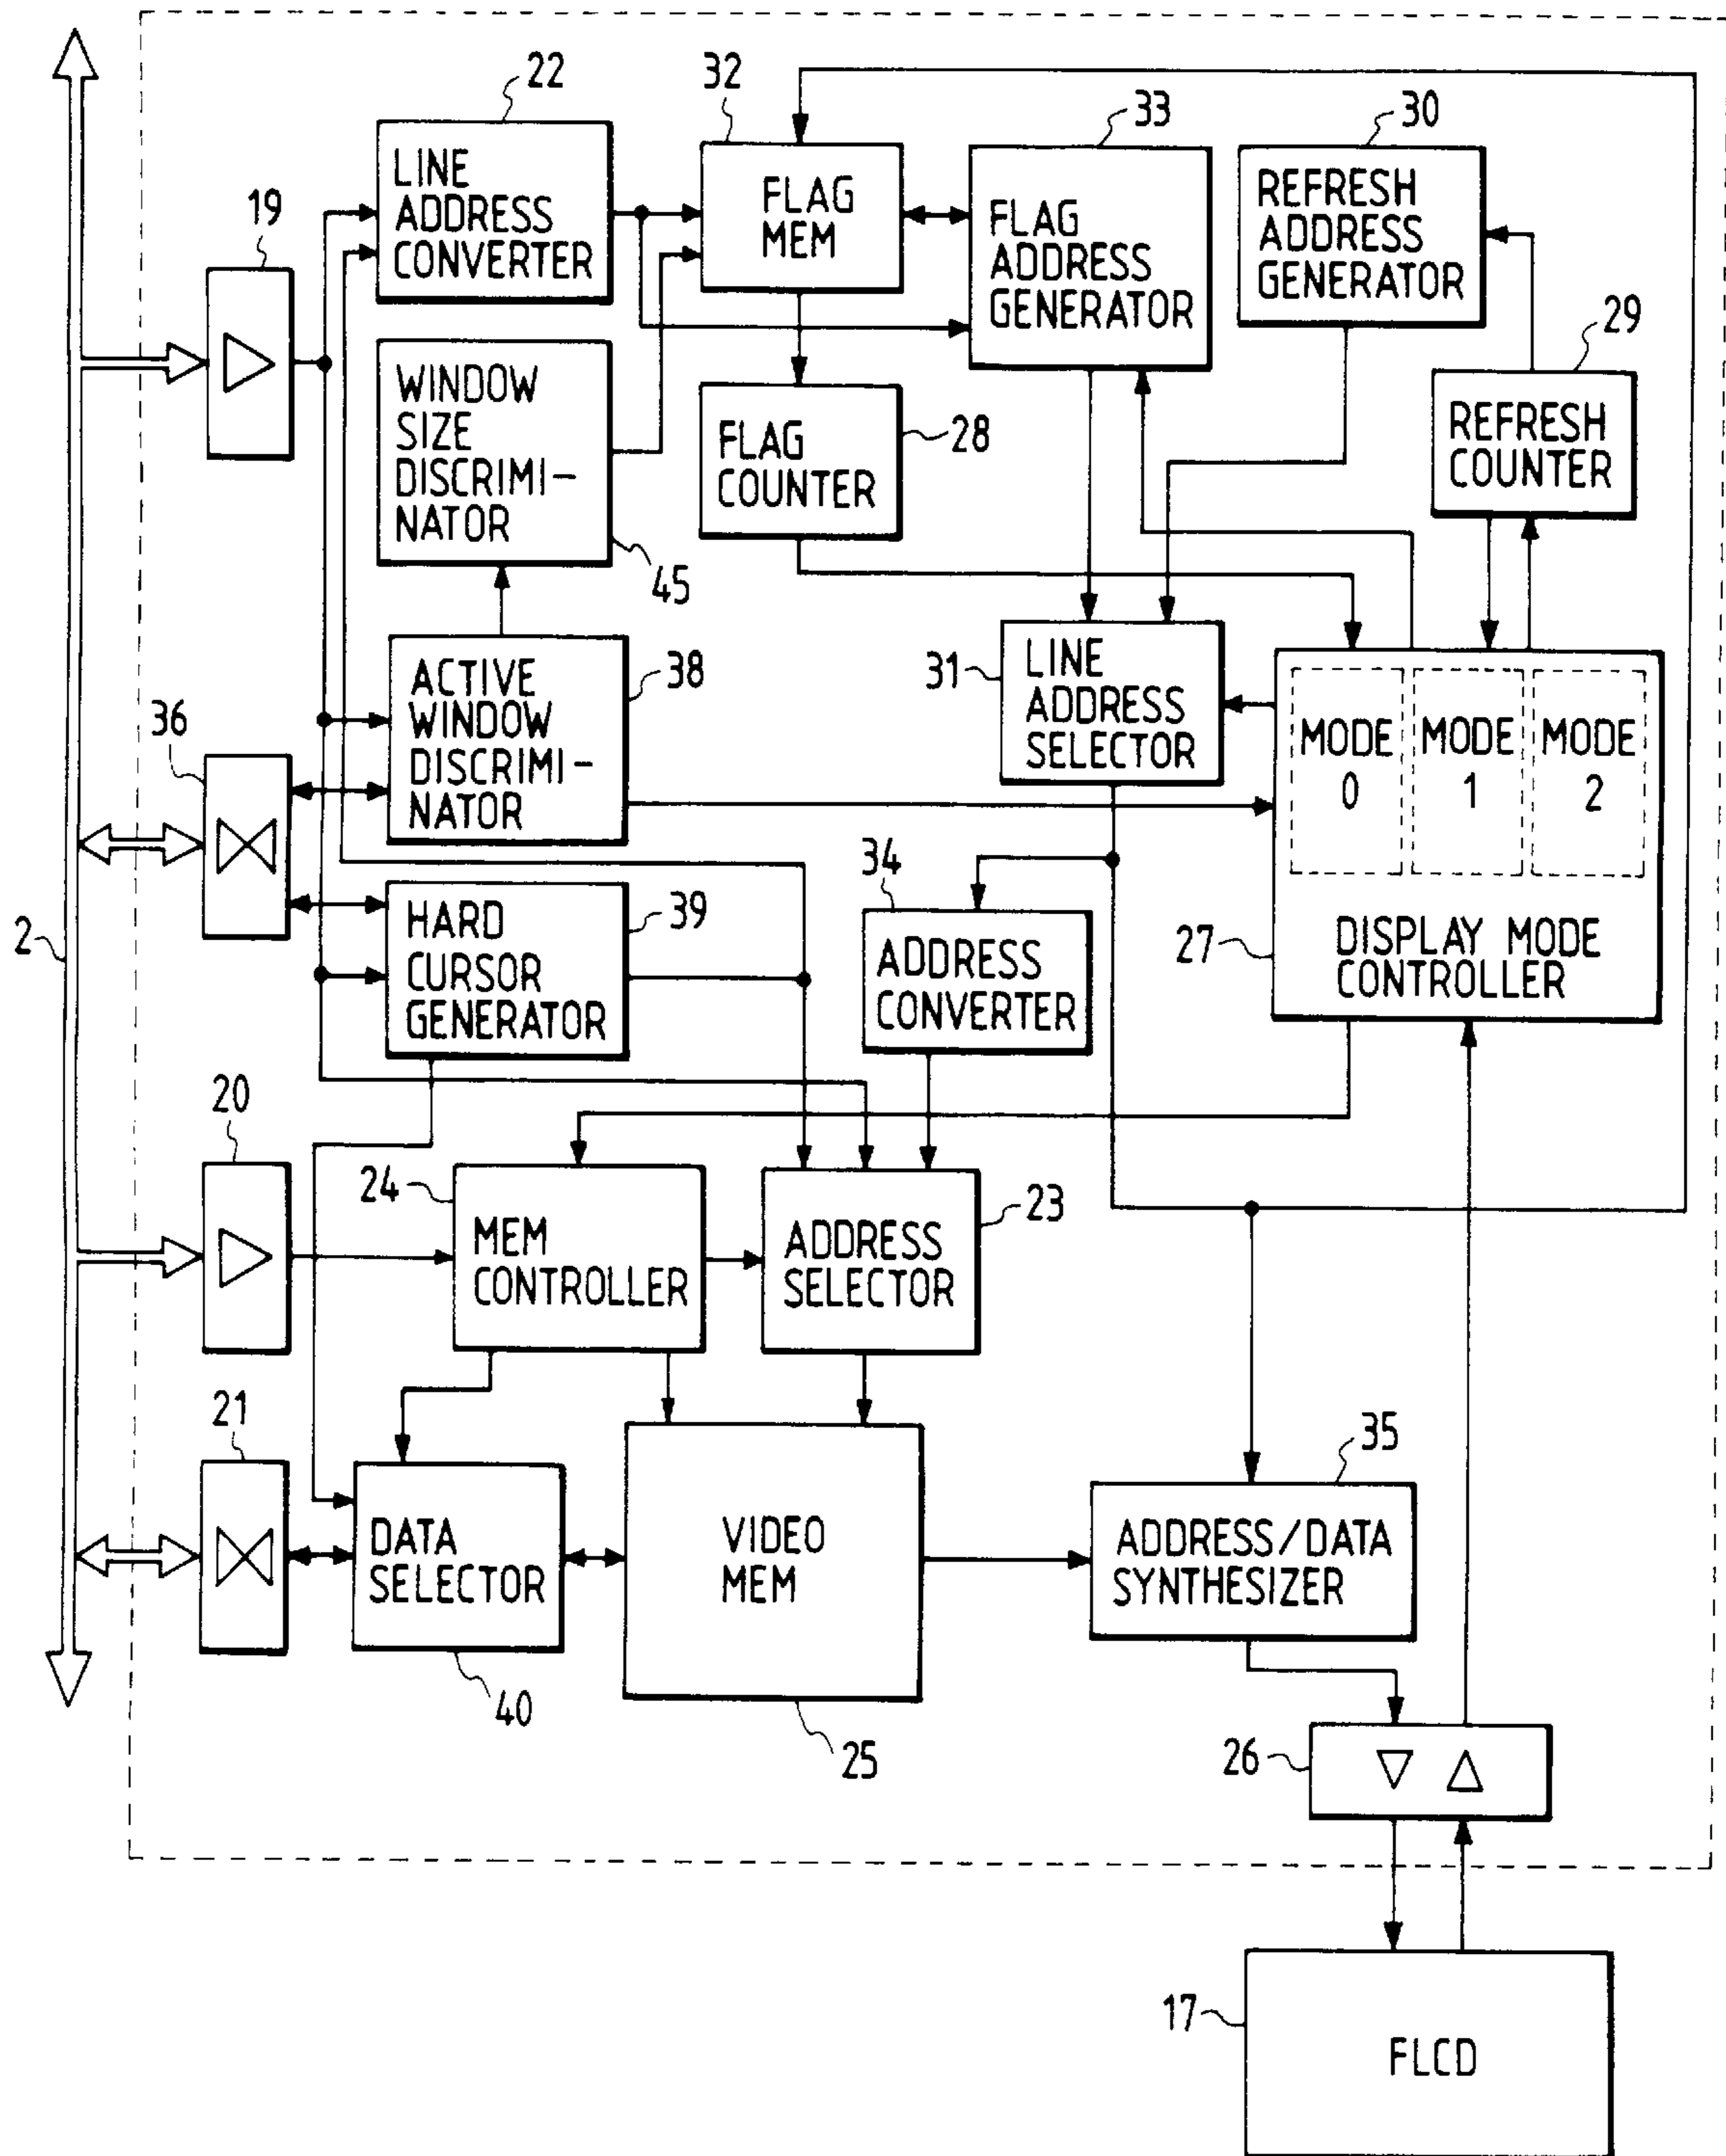 22
LINE
ADDRESS
CONVERTER
32
FLAG
MEM
33
FLAG
ADDRESS
GENERATOR
30
REFRESH
ADDRESS
GENERATOR
19
WINDOW
SIZE
DISCRIMI-
NATOR
45
FLAG
COUNTER
28
29
REFRESH
COUNTER
36
ACTIVE
WINDOW
DISCRIMI-
NATOR
38
31
LINE
ADDRESS
SELECTOR
MODE
0
MODE
1
MODE
2
27
DISPLAY MODE
CONTROLLER
2
HARD
CURSOR
GENERATOR
39
34
ADDRESS
CONVERTER
20
24
MEM
CONTROLLER
23
ADDRESS
SELECTOR
21
DATA
SELECTOR
40
VIDEO
MEM
25
35
ADDRESS/DATA
SYNTHESIZER
26
17
FLCD